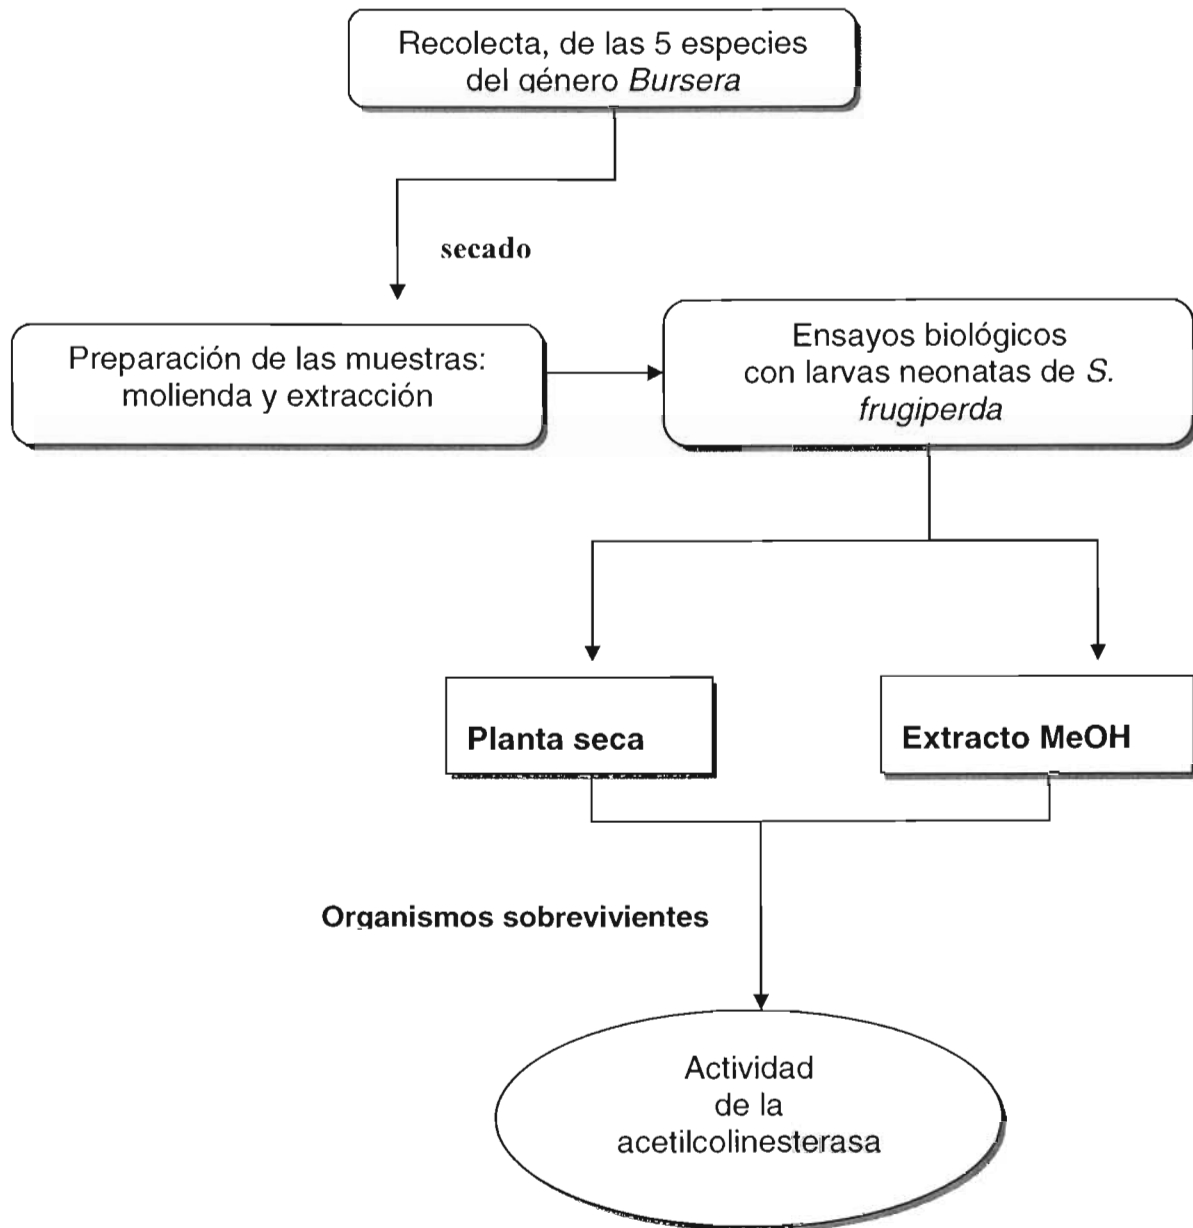 Recolecta, de las 5 especies
del género Bursera
secado
Preparación de las muestras:
molienda y extracción
Ensayos biológicos
con larvas neonatas de S.
frugiperda
Planta seca
Extracto MeOH
Organismos sobrevivientes
Actividad
de la
acetilcolinesterasa